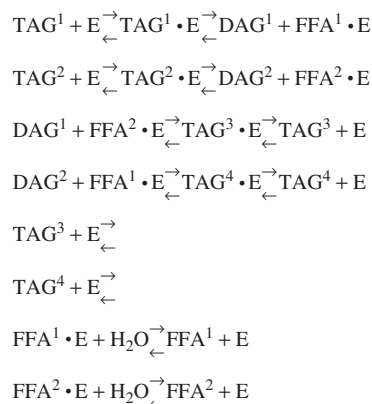 TAG¹ + E ⇄ TAG¹ • E ⇄ DAG¹ + FFA¹ • E
TAG² + E ⇄ TAG² • E ⇄ DAG² + FFA² • E
DAG¹ + FFA² • E ⇄ TAG³ • E ⇄ TAG³ + E
DAG² + FFA¹ • E ⇄ TAG⁴ • E ⇄ TAG⁴ + E
TAG³ + E ⇄
TAG⁴ + E ⇄
FFA¹ • E + H₂O ⇄ FFA¹ + E
FFA² • E + H₂O ⇄ FFA² + E